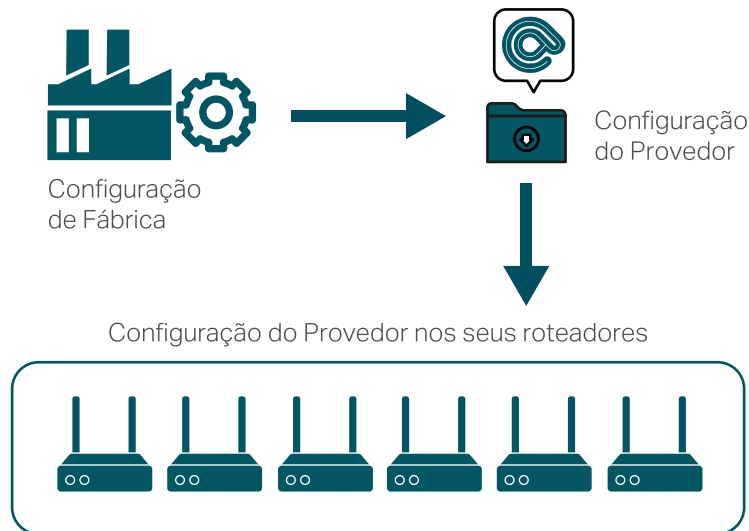 Configuração
de Fábrica
Configuração
do Provedor
Configuração do Provedor nos seus roteadores